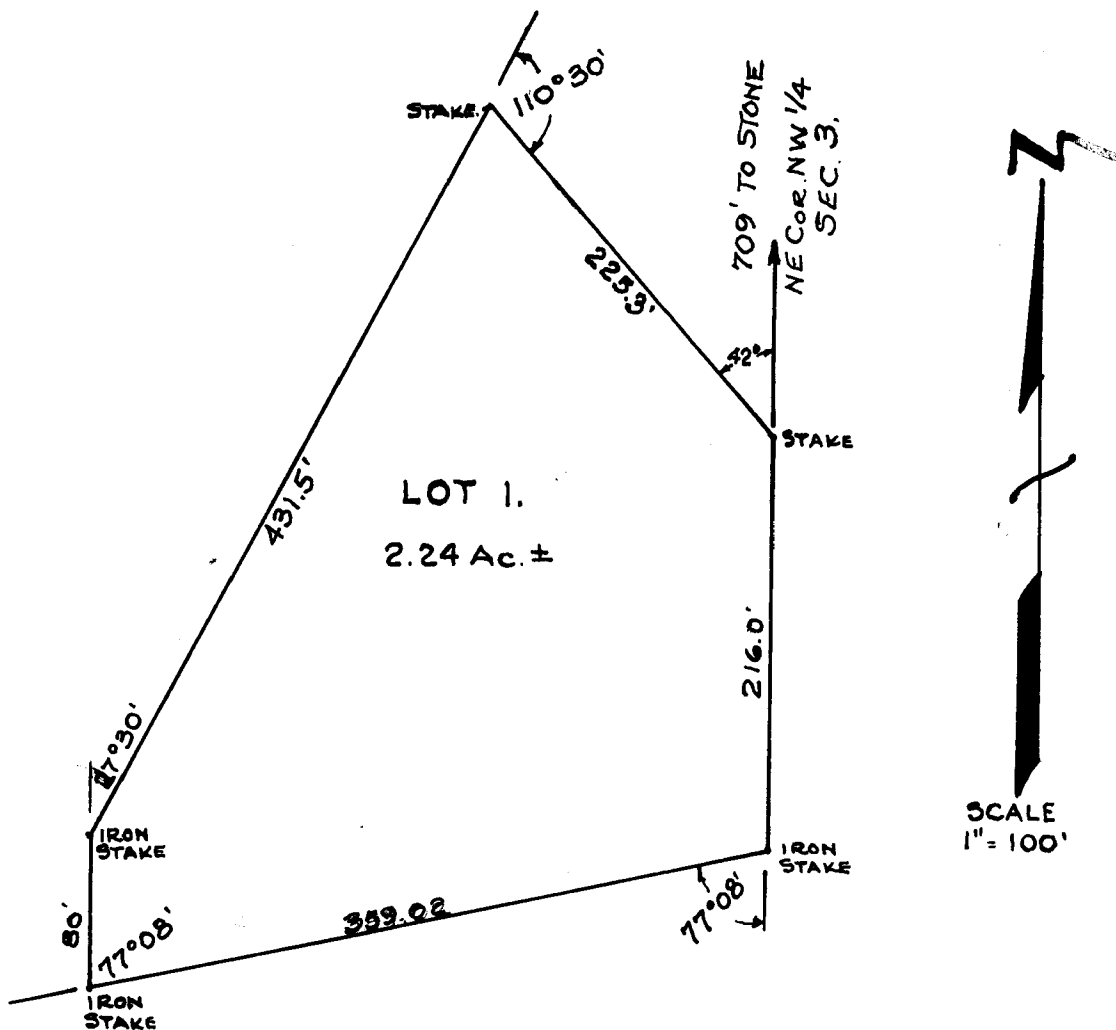 110°30'
STAKE
709' TO STONE
NE COR. NW 1/4
SEC. 3.
N
225.3'
42°
STAKE
431.5'
LOT 1.
2.24 Ac. ±
216.0'
27°30'
IRON
STAKE
SCALE
1" = 100'
IRON
STAKE
80'
77°08'
359.02
77°08'
IRON
STAKE